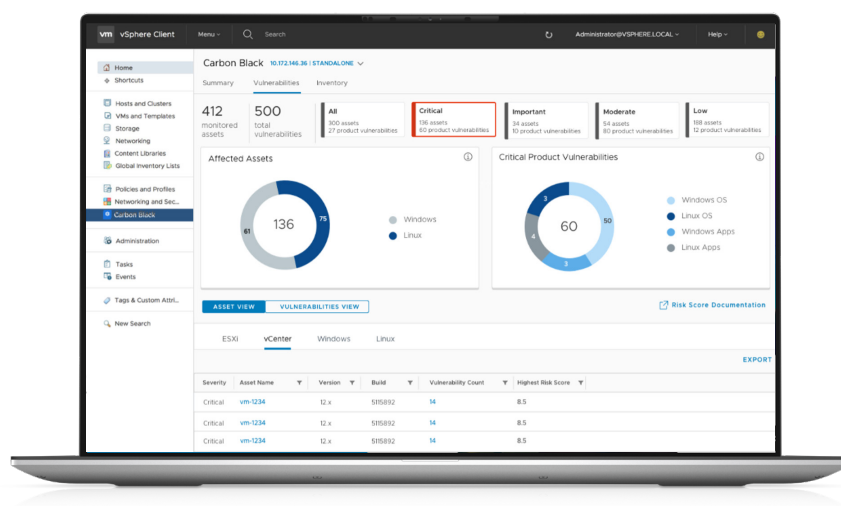 vm vSphere Client Menu Search Administrator@VSPHERE.LOCAL Help
Home
Shortcuts
Hosts and Clusters
VMs and Templates
Storage
Networking
Content Libraries
Global Inventory Lists
Policies and Profiles
Networking and Sec...
Carbon Black
Administration
Tasks
Events
Tags & Custom Attri...
New Search
Carbon Black 10.172.146.36 | STANDALONE
Summary Vulnerabilities Inventory
412
monitored
assets
500
total
vulnerabilities
All
300 assets
27 product vulnerabilities
Critical
136 assets
60 product vulnerabilities
Important
34 assets
10 product vulnerabilities
Moderate
54 assets
80 product vulnerabilities
Low
188 assets
12 product vulnerabilities
Affected Assets
61
136
75
Windows
Linux
Critical Product Vulnerabilities
3
4
60
50
3
Windows OS
Linux OS
Windows Apps
Linux Apps
ASSET VIEW VULNERABILITIES VIEW
Risk Score Documentation
ESXi vCenter Windows Linux
EXPORT
Severity Asset Name Version Build Vulnerability Count Highest Risk Score
Critical vm-1234 12.x 5115892 14 8.5
Critical vm-1234 12.x 5115892 14 8.5
Critical vm-1234 12.x 5115892 14 8.5